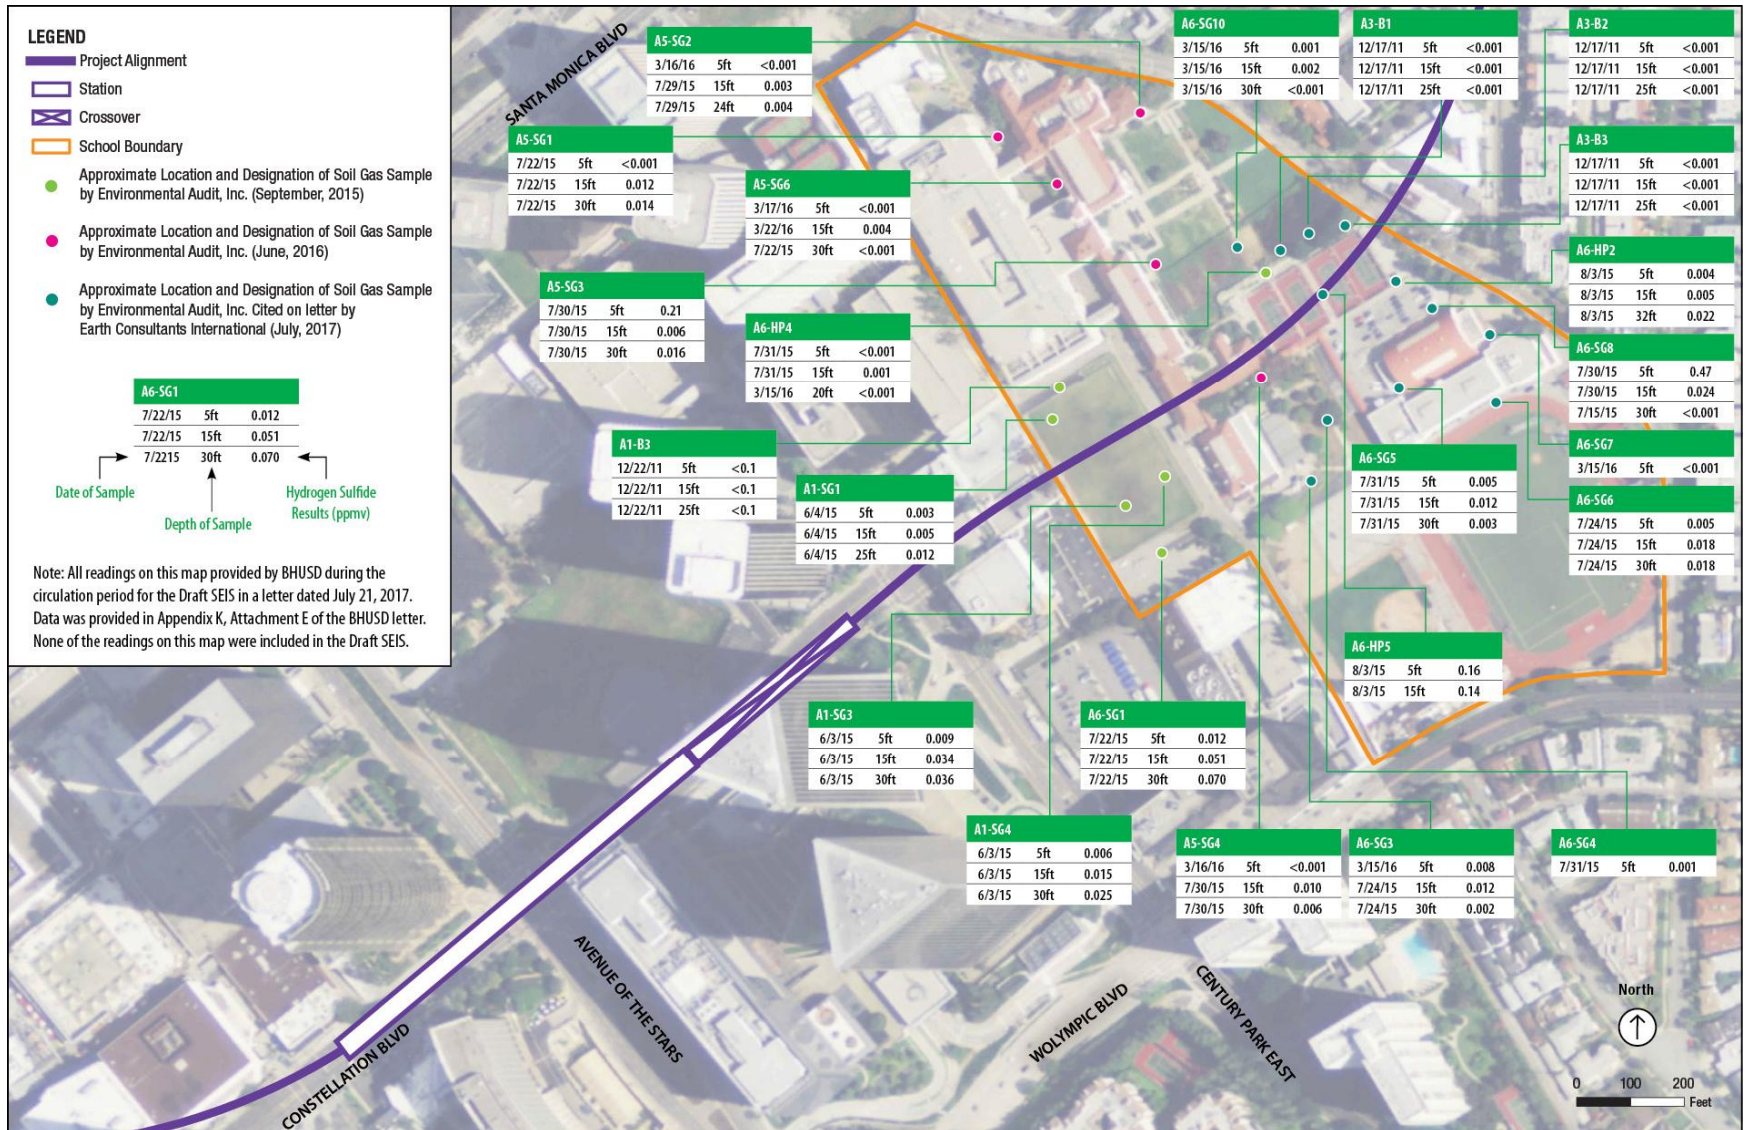 LEGEND
Project Alignment
Station
Crossover
School Boundary
Approximate Location and Designation of Soil Gas Sample
by Environmental Audit, Inc. (September, 2015)
Approximate Location and Designation of Soil Gas Sample
by Environmental Audit, Inc. (June, 2016)
Approximate Location and Designation of Soil Gas Sample
by Environmental Audit, Inc. Cited on letter by
Earth Consultants International (July, 2017)
A6-SG1
7/22/15 5ft 0.012
7/22/15 15ft 0.051
7/2215 30ft 0.070
Date of Sample
Depth of Sample
Hydrogen Sulfide
Results (ppmv)
Note: All readings on this map provided by BHUSD during the
circulation period for the Draft SEIS in a letter dated July 21, 2017.
Data was provided in Appendix K, Attachment E of the BHUSD letter.
None of the readings on this map were included in the Draft SEIS.
SANTA MONICA BLVD
A5-SG2
3/16/16 5ft <0.001
7/29/15 15ft 0.003
7/29/15 24ft 0.004
A5-SG1
7/22/15 5ft <0.001
7/22/15 15ft 0.012
7/22/15 30ft 0.014
A5-SG6
3/17/16 5ft <0.001
3/22/16 15ft 0.004
7/22/15 30ft <0.001
A5-SG3
7/30/15 5ft 0.21
7/30/15 15ft 0.006
7/30/15 30ft 0.016
A6-HP4
7/31/15 5ft <0.001
7/31/15 15ft 0.001
3/15/16 20ft <0.001
A1-B3
12/22/11 5ft <0.1
12/22/11 15ft <0.1
12/22/11 25ft <0.1
A1-SG1
6/4/15 5ft 0.003
6/4/15 15ft 0.005
6/4/15 25ft 0.012
A6-SG10
3/15/16 5ft 0.001
3/15/16 15ft 0.002
3/15/16 30ft <0.001
A3-B1
12/17/11 5ft <0.001
12/17/11 15ft <0.001
12/17/11 25ft <0.001
A3-B2
12/17/11 5ft <0.001
12/17/11 15ft <0.001
12/17/11 25ft <0.001
A3-B3
12/17/11 5ft <0.001
12/17/11 15ft <0.001
12/17/11 25ft <0.001
A6-HP2
8/3/15 5ft 0.004
8/3/15 15ft 0.005
8/3/15 32ft 0.022
A6-SG8
7/30/15 5ft 0.47
7/30/15 15ft 0.024
7/15/15 30ft <0.001
A6-SG7
3/15/16 5ft <0.001
A6-SG5
7/31/15 5ft 0.005
7/31/15 15ft 0.012
7/31/15 30ft 0.003
A6-SG6
7/24/15 5ft 0.005
7/24/15 15ft 0.018
7/24/15 30ft 0.018
A6-HP5
8/3/15 5ft 0.16
8/3/15 15ft 0.14
A1-SG3
6/3/15 5ft 0.009
6/3/15 15ft 0.034
6/3/15 30ft 0.036
A6-SG1
7/22/15 5ft 0.012
7/22/15 15ft 0.051
7/22/15 30ft 0.070
A1-SG4
6/3/15 5ft 0.006
6/3/15 15ft 0.015
6/3/15 30ft 0.025
A5-SG4
3/16/16 5ft <0.001
7/30/15 15ft 0.010
7/30/15 30ft 0.006
A6-SG3
3/15/16 5ft 0.008
7/24/15 15ft 0.012
7/24/15 30ft 0.002
A6-SG4
7/31/15 5ft 0.001
AVENUE OF THE STARS
CONSTELLATION BLVD
WOLYMPIC BLVD
CENTURY PARK EAST
North
0 100 200
Feet